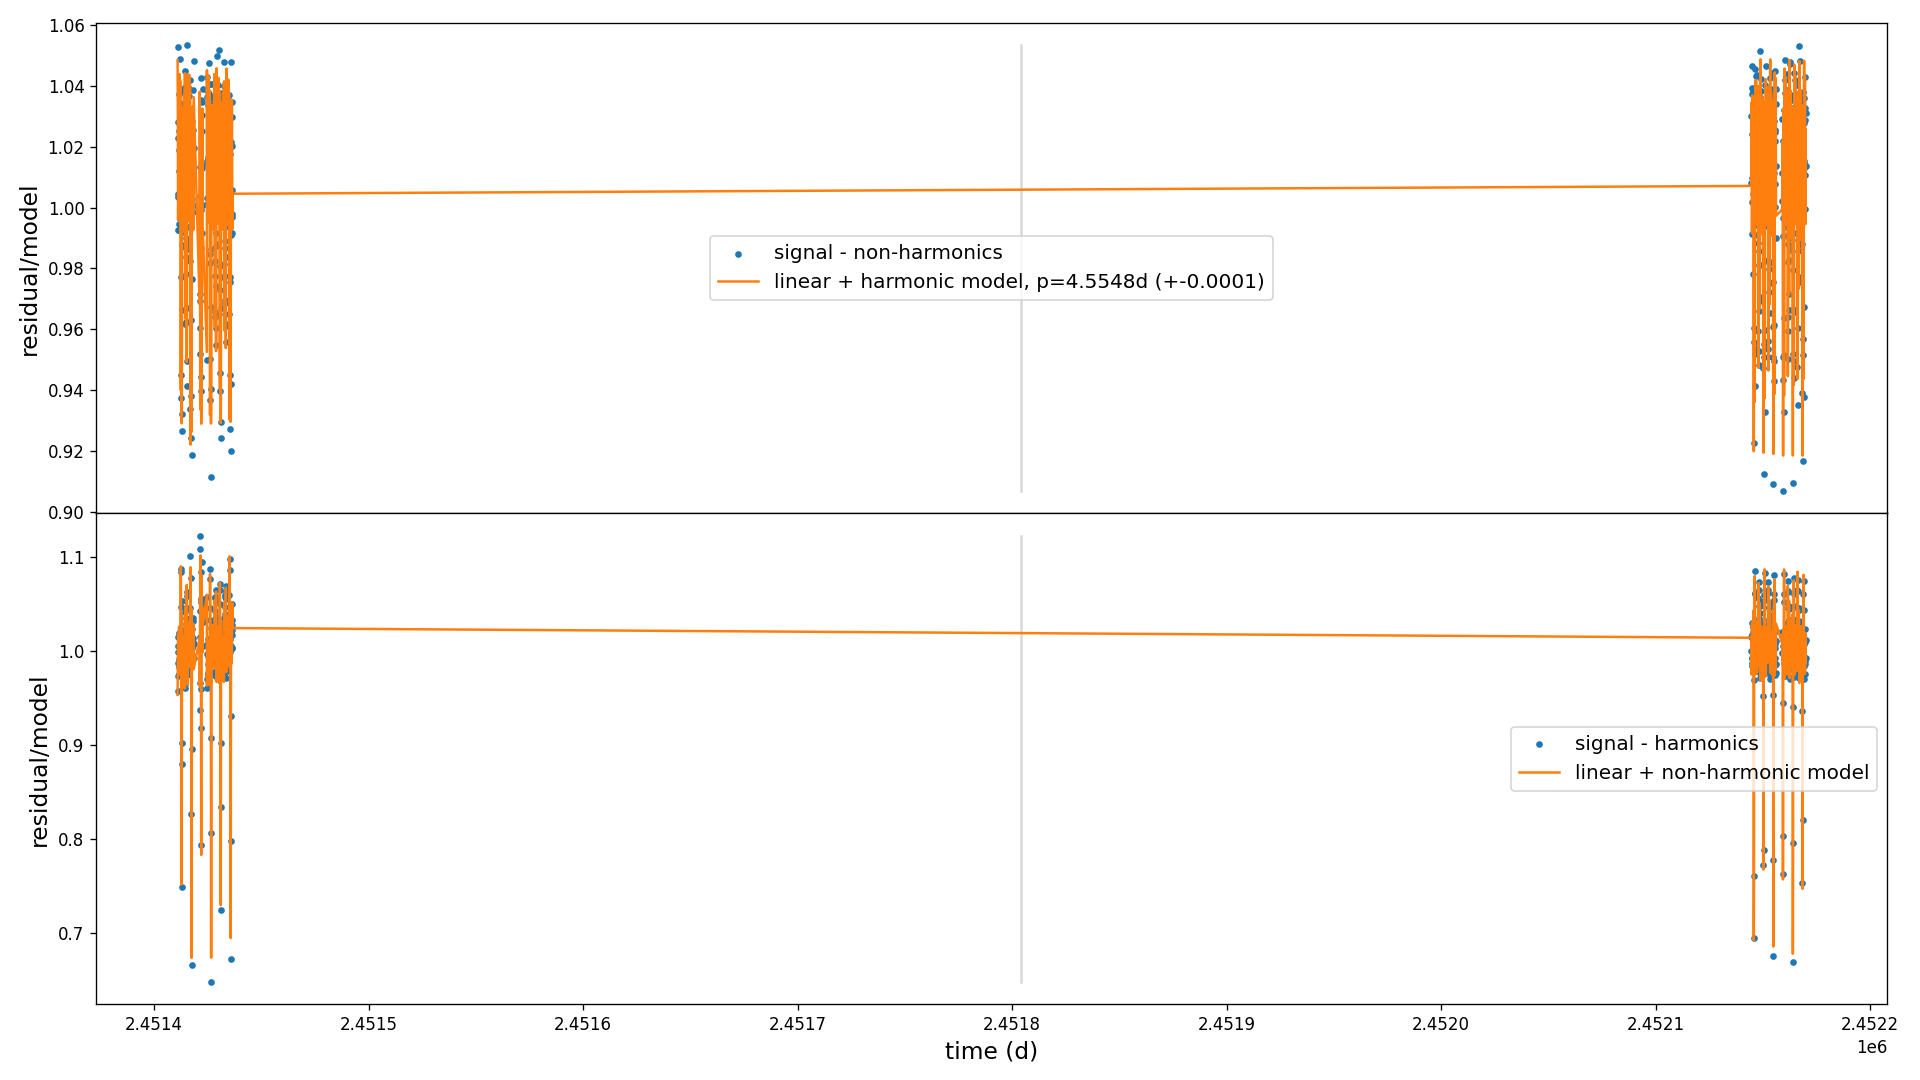 1.06
1.04
1.02
1.00
0.98
0.96
0.94
0.92
0.90
residual/model
signal - non-harmonics
linear + harmonic model, p=4.5548d (+-0.0001)
1.1
1.0
0.9
0.8
0.7
residual/model
signal - harmonics
linear + non-harmonic model
2.4514 2.4515 2.4516 2.4517 2.4518 2.4519 2.4520 2.4521 2.4522
1e6
time (d)